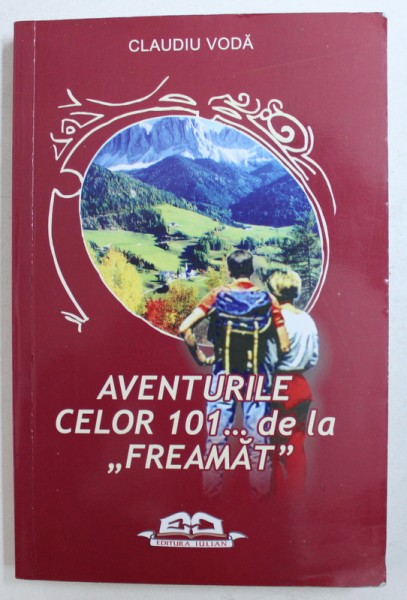 CLAUDIU VODĂ
AVENTURILE
CELOR 101... de la
„FREAMĂT”
EDITURA IULIAN